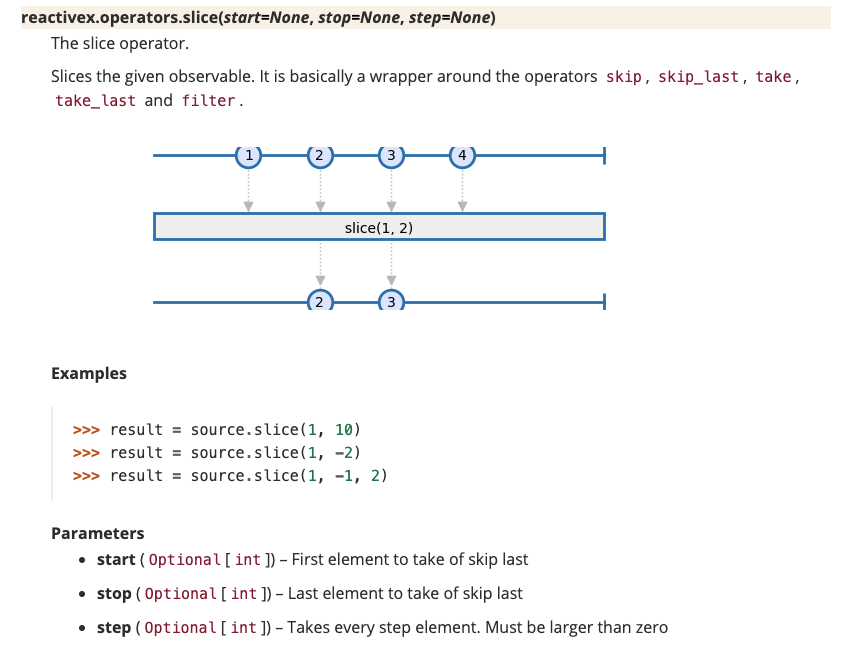 reactivex.operators.slice(start=None, stop=None, step=None)
The slice operator.
Slices the given observable. It is basically a wrapper around the operators skip, skip_last, take,
take_last and filter.
1 2 3 4
slice(1, 2)
2 3
Examples
>>> result = source.slice(1, 10)
>>> result = source.slice(1, -2)
>>> result = source.slice(1, -1, 2)
Parameters
• start (Optional[int]) – First element to take of skip last
• stop (Optional[int]) – Last element to take of skip last
• step (Optional[int]) – Takes every step element. Must be larger than zero